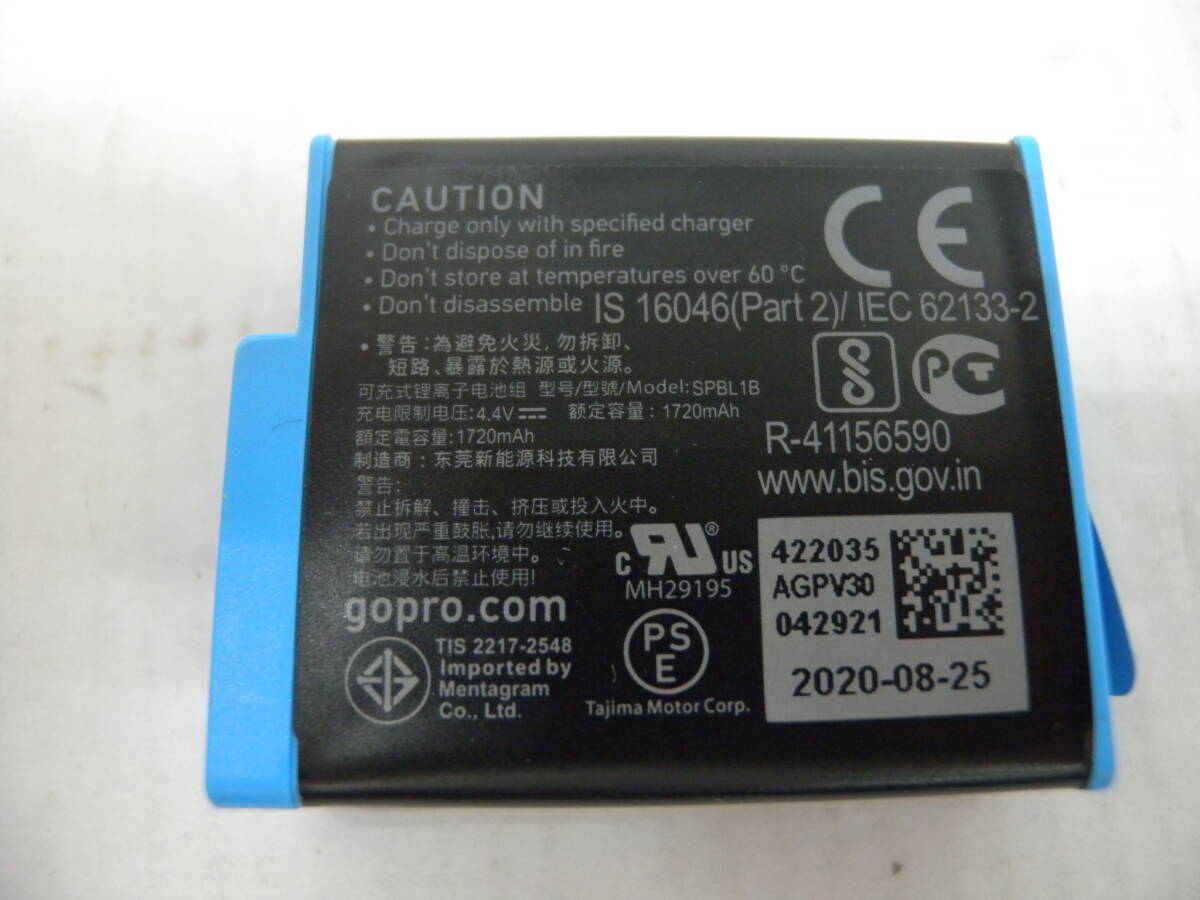 CAUTION
• Charge only with specified charger
• Don't dispose of in fire
• Don't store at temperatures over 60 °C
• Don't disassemble
IS 16046(Part 2)/ IEC 62133-2
• 警告:為避免火災, 勿拆卸、
短路、暴露於熱源或火源。
可充式锂离子电池组 型号/型號/Model: SPBL1B
充电限制电压: 4.4V⎓ 额定容量: 1720mAh
額定電容量: 1720mAh
制造商: 东莞新能源科技有限公司
警告:
禁止拆解、撞击、挤压或投入火中。
若出现严重鼓胀,请勿继续使用。
请勿置于高温环境中。
电池浸水后禁止使用!
gopro.com
TIS 2217-2548
Imported by
Mentagram
Co., Ltd.
CE
R-41156590
www.bis.gov.in
c RU ® US
MH29195
PS
E
Tajima Motor Corp.
422035
AGPV30
042921
2020-08-25